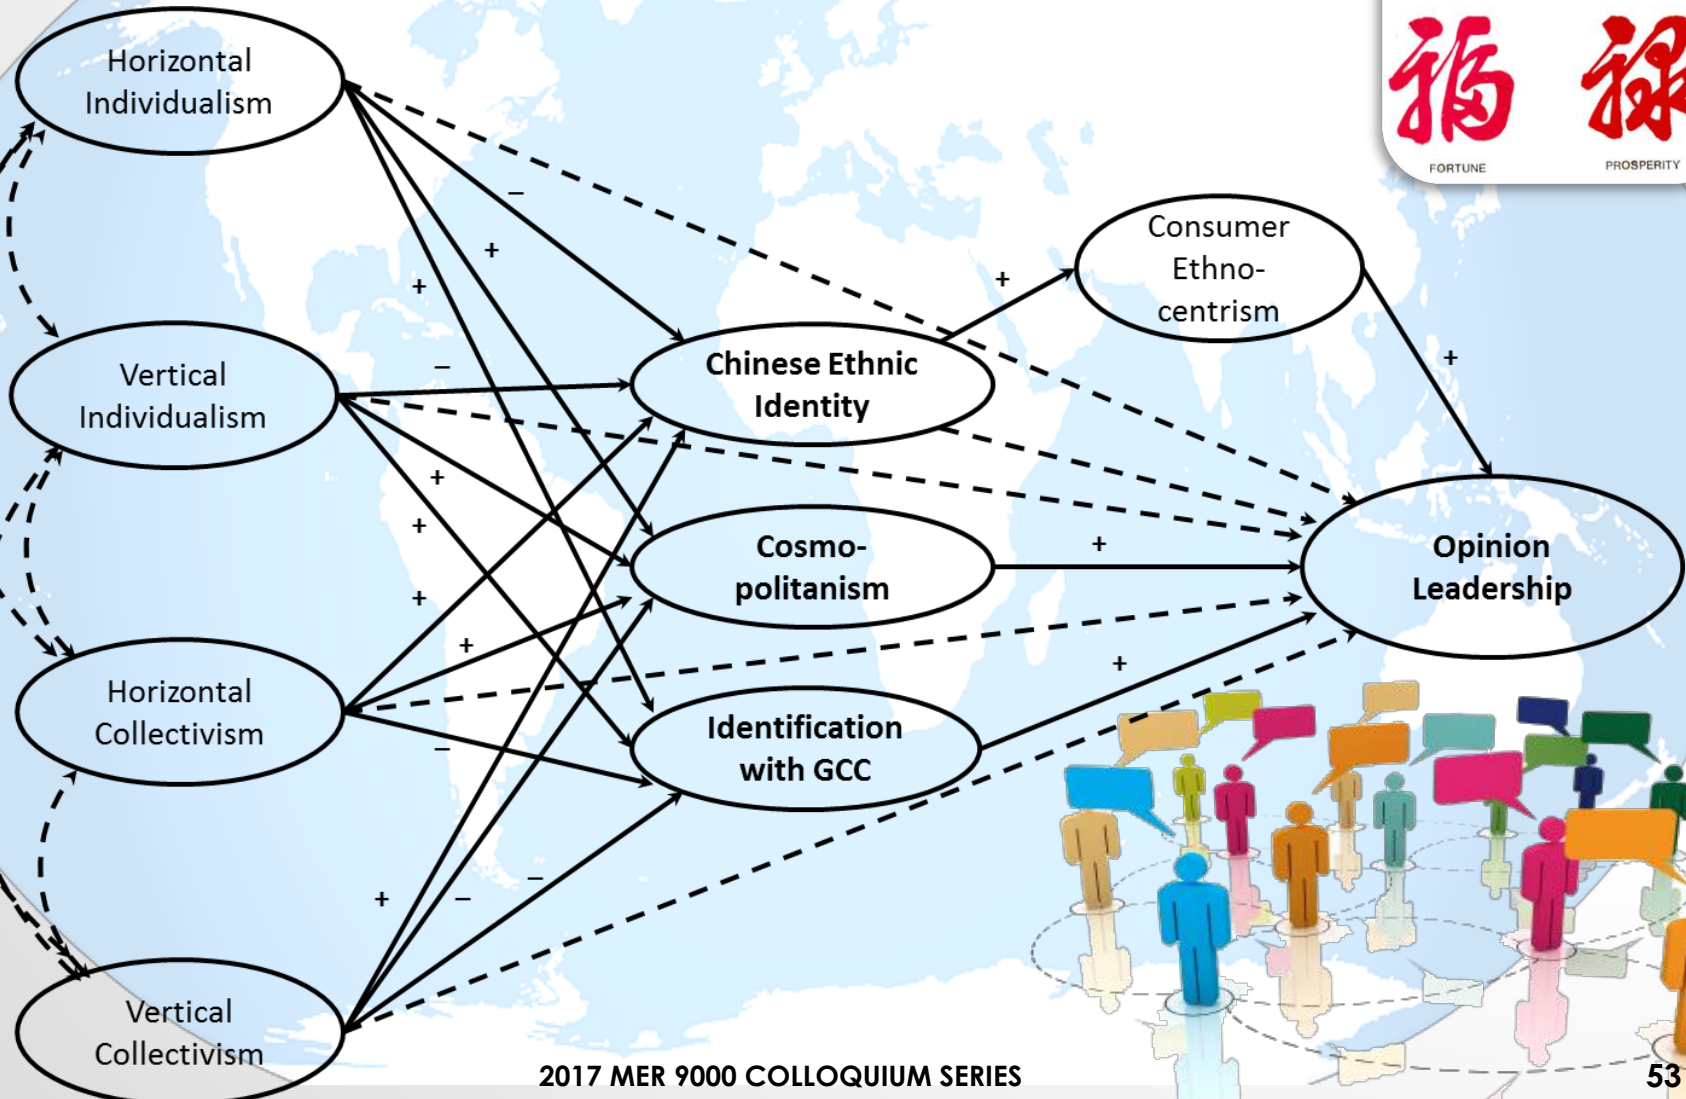 Horizontal
Individualism
福
FORTUNE
禄
PROSPERITY
–
+
+
Consumer
Ethno-
centrism
+
Chinese Ethnic
Identity
+
Vertical
Individualism
–
+
+
Cosmo-
politanism
+
Opinion
Leadership
+
+
Horizontal
Collectivism
–
Identification
with GCC
+
+
–
–
Vertical
Collectivism
2017 MER 9000 COLLOQUIUM SERIES
53